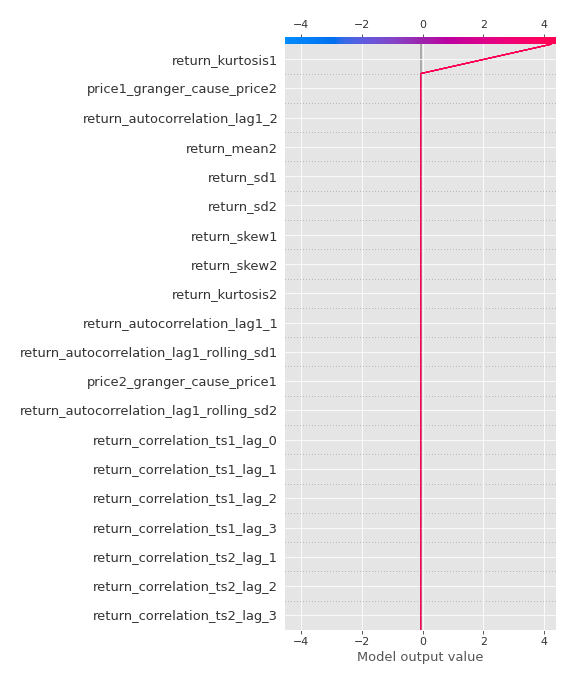 −4 −2 0 2 4
return_kurtosis1
price1_granger_cause_price2
return_autocorrelation_lag1_2
return_mean2
return_sd1
return_sd2
return_skew1
return_skew2
return_kurtosis2
return_autocorrelation_lag1_1
return_autocorrelation_lag1_rolling_sd1
price2_granger_cause_price1
return_autocorrelation_lag1_rolling_sd2
return_correlation_ts1_lag_0
return_correlation_ts1_lag_1
return_correlation_ts1_lag_2
return_correlation_ts1_lag_3
return_correlation_ts2_lag_1
return_correlation_ts2_lag_2
return_correlation_ts2_lag_3
−4 −2 0 2 4
Model output value